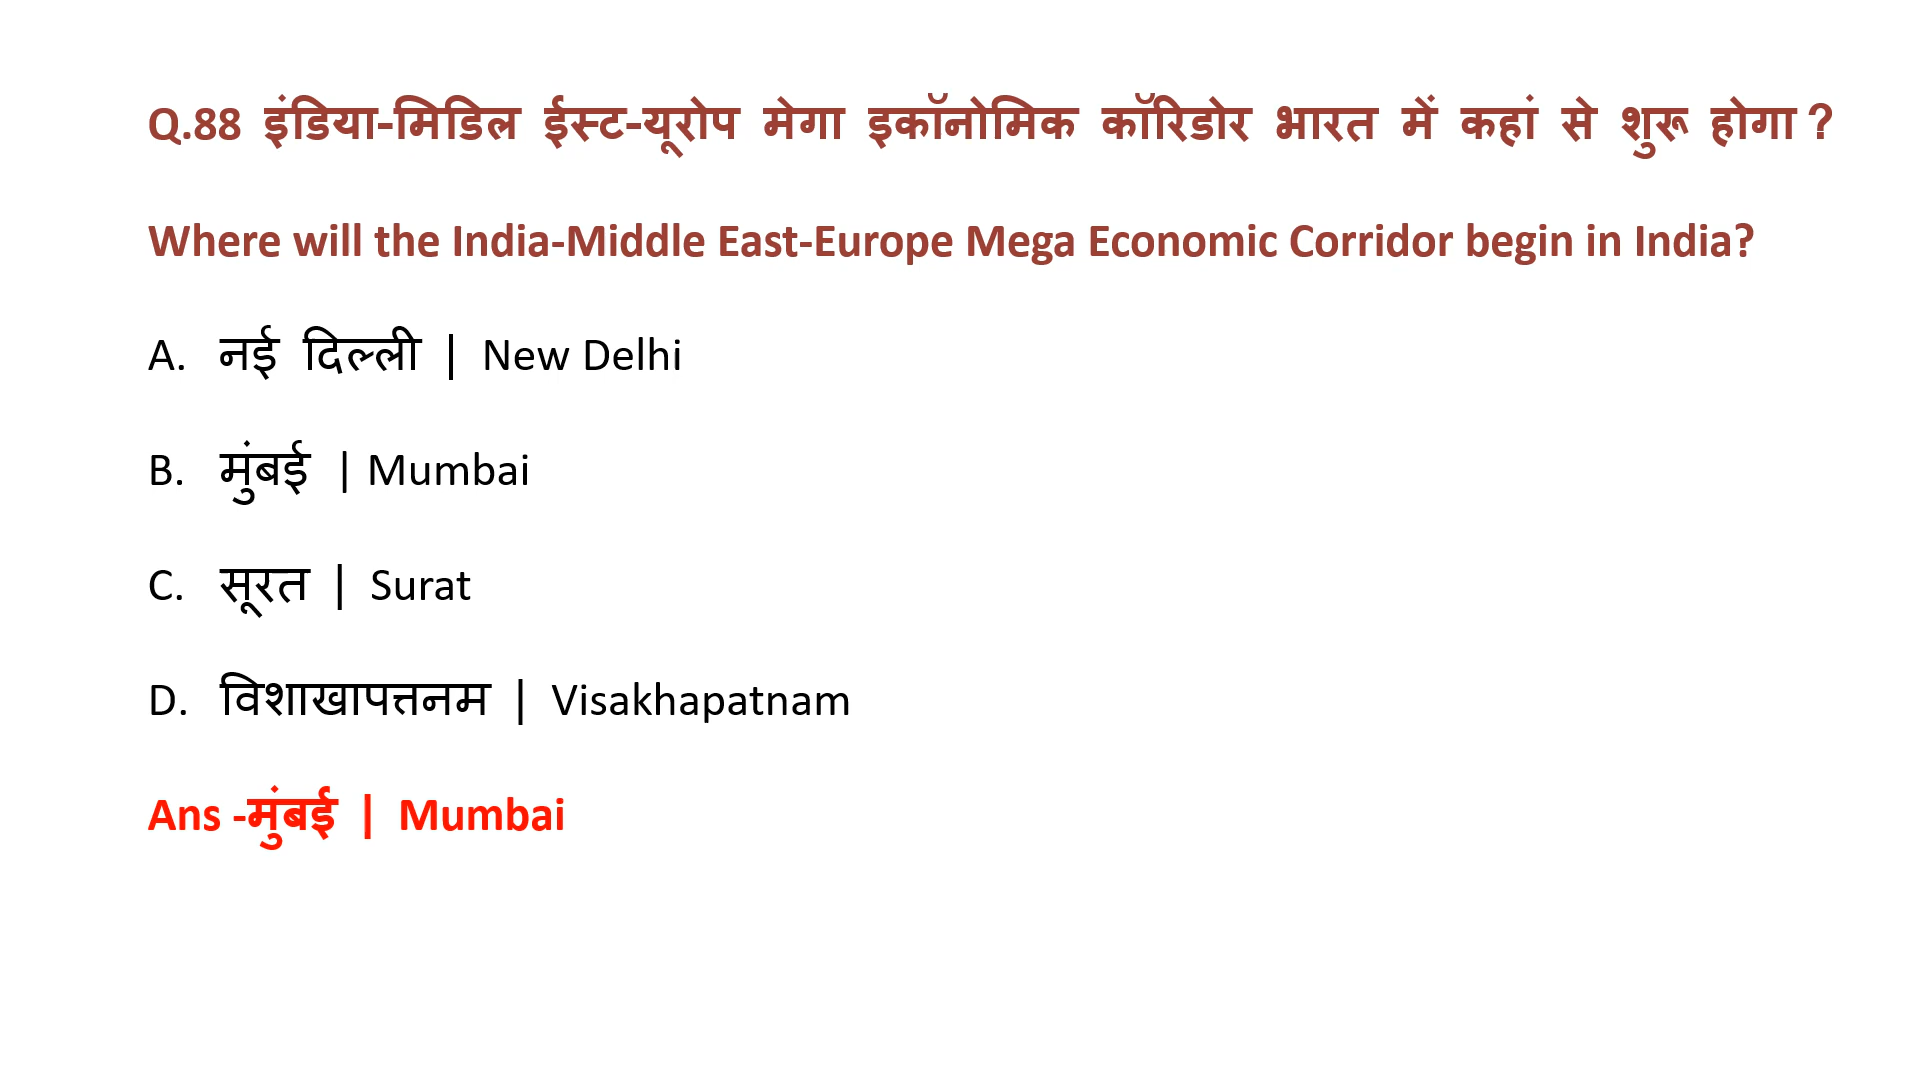 Q.88 इंडिया-मिडिल ईस्ट-यूरोप मेगा इकॉनोमिक कॉरिडोर भारत में कहां से शुरू होगा ?
Where will the India-Middle East-Europe Mega Economic Corridor begin in India?
A. नई दिल्ली | New Delhi
B. मुंबई | Mumbai
C. सूरत | Surat
D. विशाखापत्तनम | Visakhapatnam
Ans -मुंबई | Mumbai